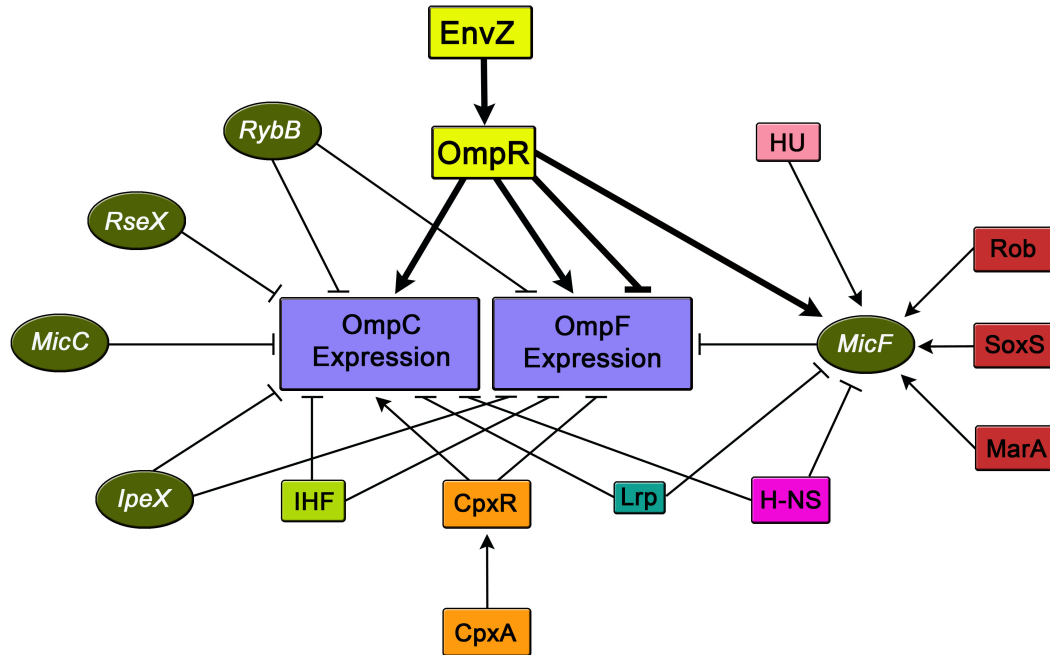 EnvZ
OmpR
RybB
HU
RseX
Rob
OmpC
Expression
OmpF
Expression
MicC
MicF
SoxS
MarA
IpeX
IHF
CpxR
Lrp
H-NS
CpxA